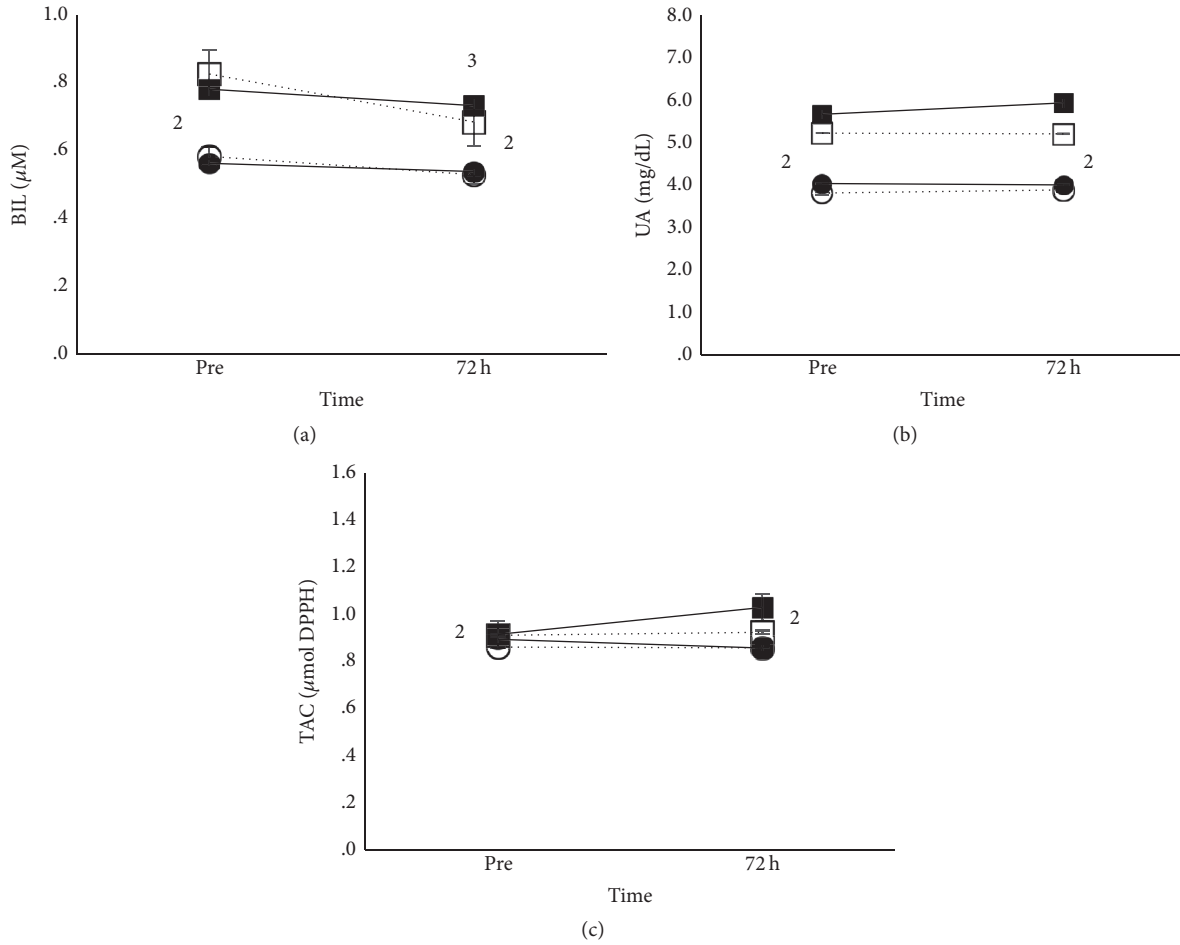 1.0
.8
.6
.4
.2
.0
BIL (μM)
2
3
2
Pre
72 h
Time
(a)
8.0
7.0
6.0
5.0
4.0
3.0
2.0
1.0
.0
UA (mg/dL)
2
2
Pre
72 h
Time
(b)
1.6
1.4
1.2
1.0
.8
.6
.4
.2
.0
TAC (μmol DPPH)
2
2
Pre
72 h
Time
(c)